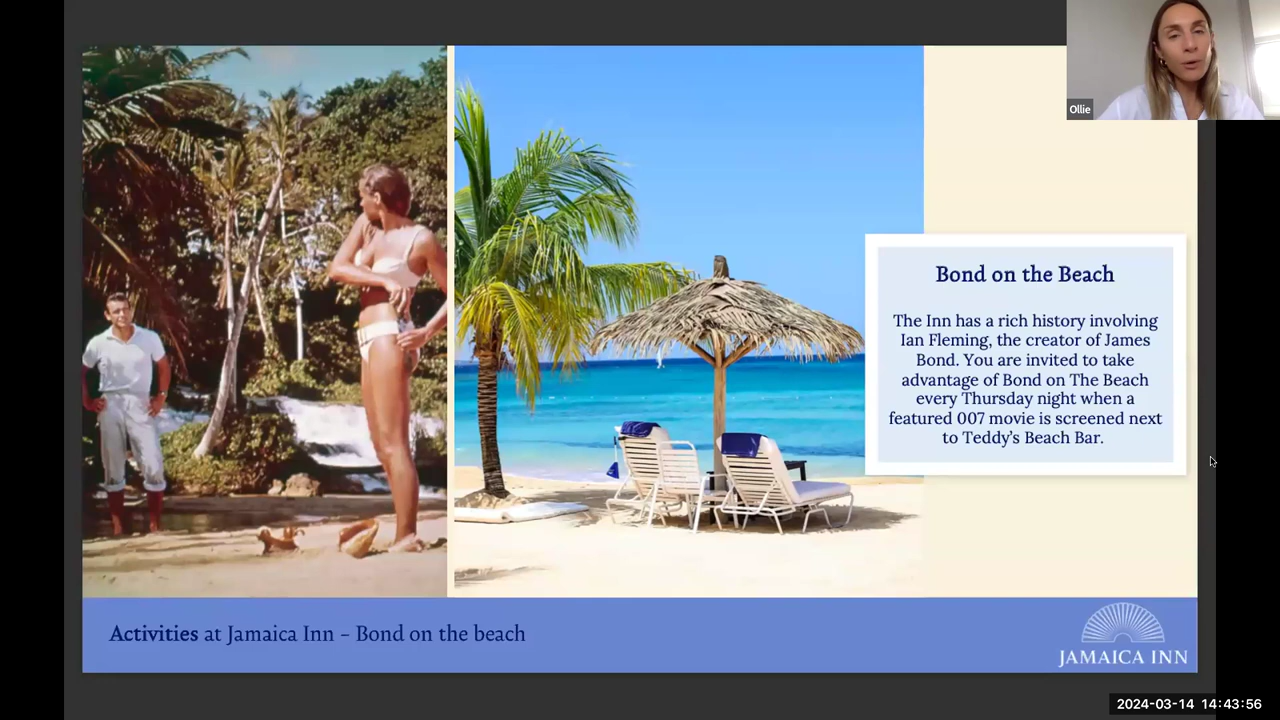 Ollie
Bond on the Beach
The Inn has a rich history involving
Ian Fleming, the creator of James
Bond. You are invited to take
advantage of Bond on The Beach
every Thursday night when a
featured 007 movie is screened next
to Teddy’s Beach Bar.
Activities at Jamaica Inn – Bond on the beach
JAMAICA INN
2024-03-14 14:43:56